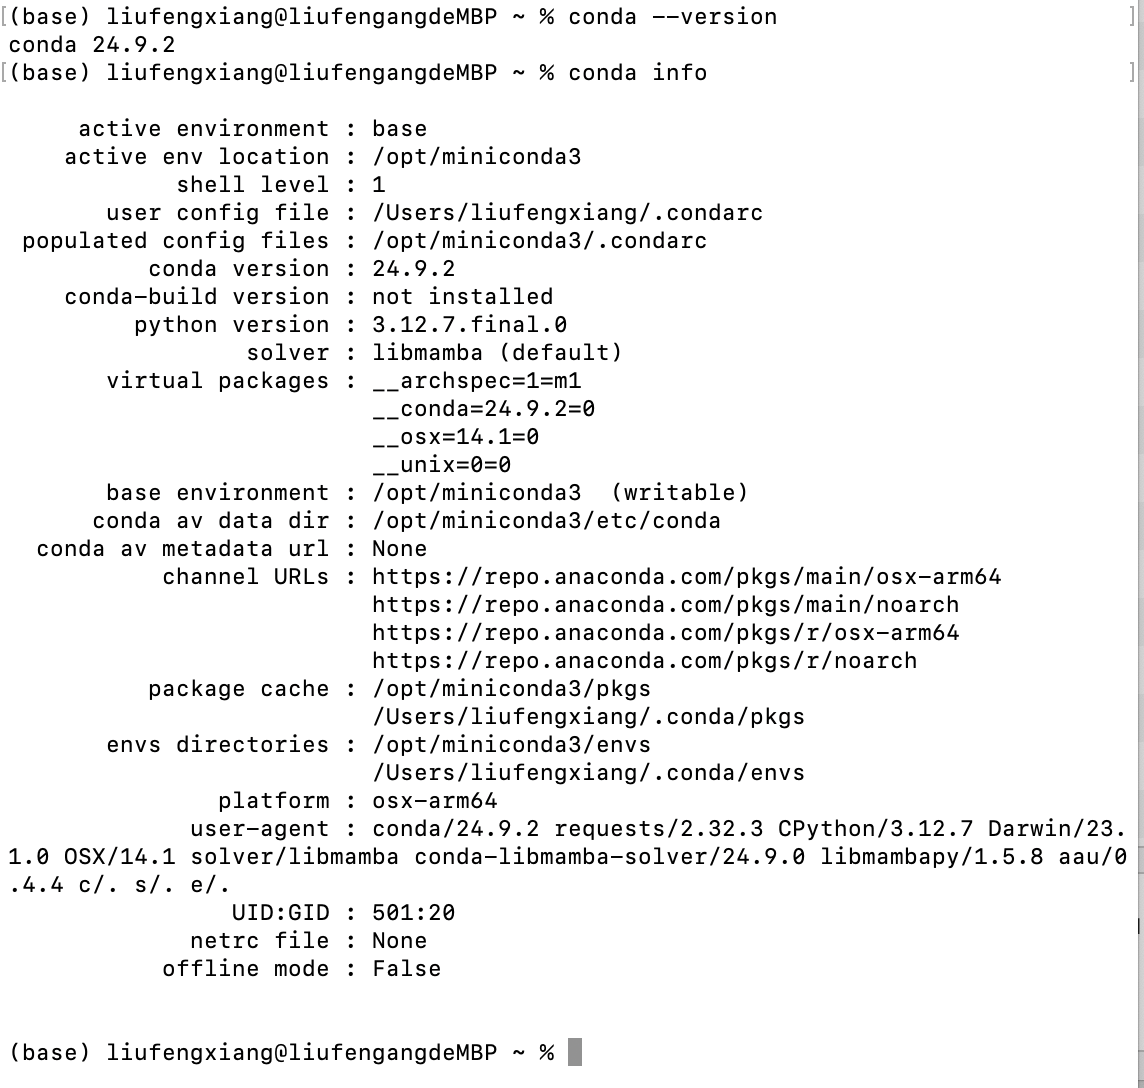 [(base) liufengxiang@liufengangdeMBP ~ % conda --version ]
conda 24.9.2
[(base) liufengxiang@liufengangdeMBP ~ % conda info ]
active environment : base
active env location : /opt/miniconda3
shell level : 1
user config file : /Users/liufengxiang/.condarc
populated config files : /opt/miniconda3/.condarc
conda version : 24.9.2
conda-build version : not installed
python version : 3.12.7.final.0
solver : libmamba (default)
virtual packages : __archspec=1=m1
__conda=24.9.2=0
__osx=14.1=0
__unix=0=0
base environment : /opt/miniconda3  (writable)
conda av data dir : /opt/miniconda3/etc/conda
conda av metadata url : None
channel URLs : https://repo.anaconda.com/pkgs/main/osx-arm64
https://repo.anaconda.com/pkgs/main/noarch
https://repo.anaconda.com/pkgs/r/osx-arm64
https://repo.anaconda.com/pkgs/r/noarch
package cache : /opt/miniconda3/pkgs
/Users/liufengxiang/.conda/pkgs
envs directories : /opt/miniconda3/envs
/Users/liufengxiang/.conda/envs
platform : osx-arm64
user-agent : conda/24.9.2 requests/2.32.3 CPython/3.12.7 Darwin/23.
1.0 OSX/14.1 solver/libmamba conda-libmamba-solver/24.9.0 libmambapy/1.5.8 aau/0
.4.4 c/. s/. e/.
UID:GID : 501:20
netrc file : None
offline mode : False
(base) liufengxiang@liufengangdeMBP ~ %